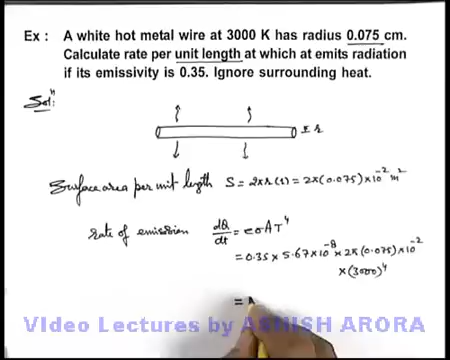 Ex : A white hot metal wire at 3000 K has radius 0.075 cm.
Calculate rate per unit length at which at emits radiation
if its emissivity is 0.35. Ignore surrounding heat.
Solⁿ:
I r
Surface area per unit length S = 2πr(1) = 2π(0.075)×10⁻² m²
Rate of emission dQ/dt = eσAT⁴
= 0.35 × 5.67×10⁻⁸ × 2π(0.075)×10⁻²
×(3000)⁴
=
Video Lectures by ASHISH ARORA